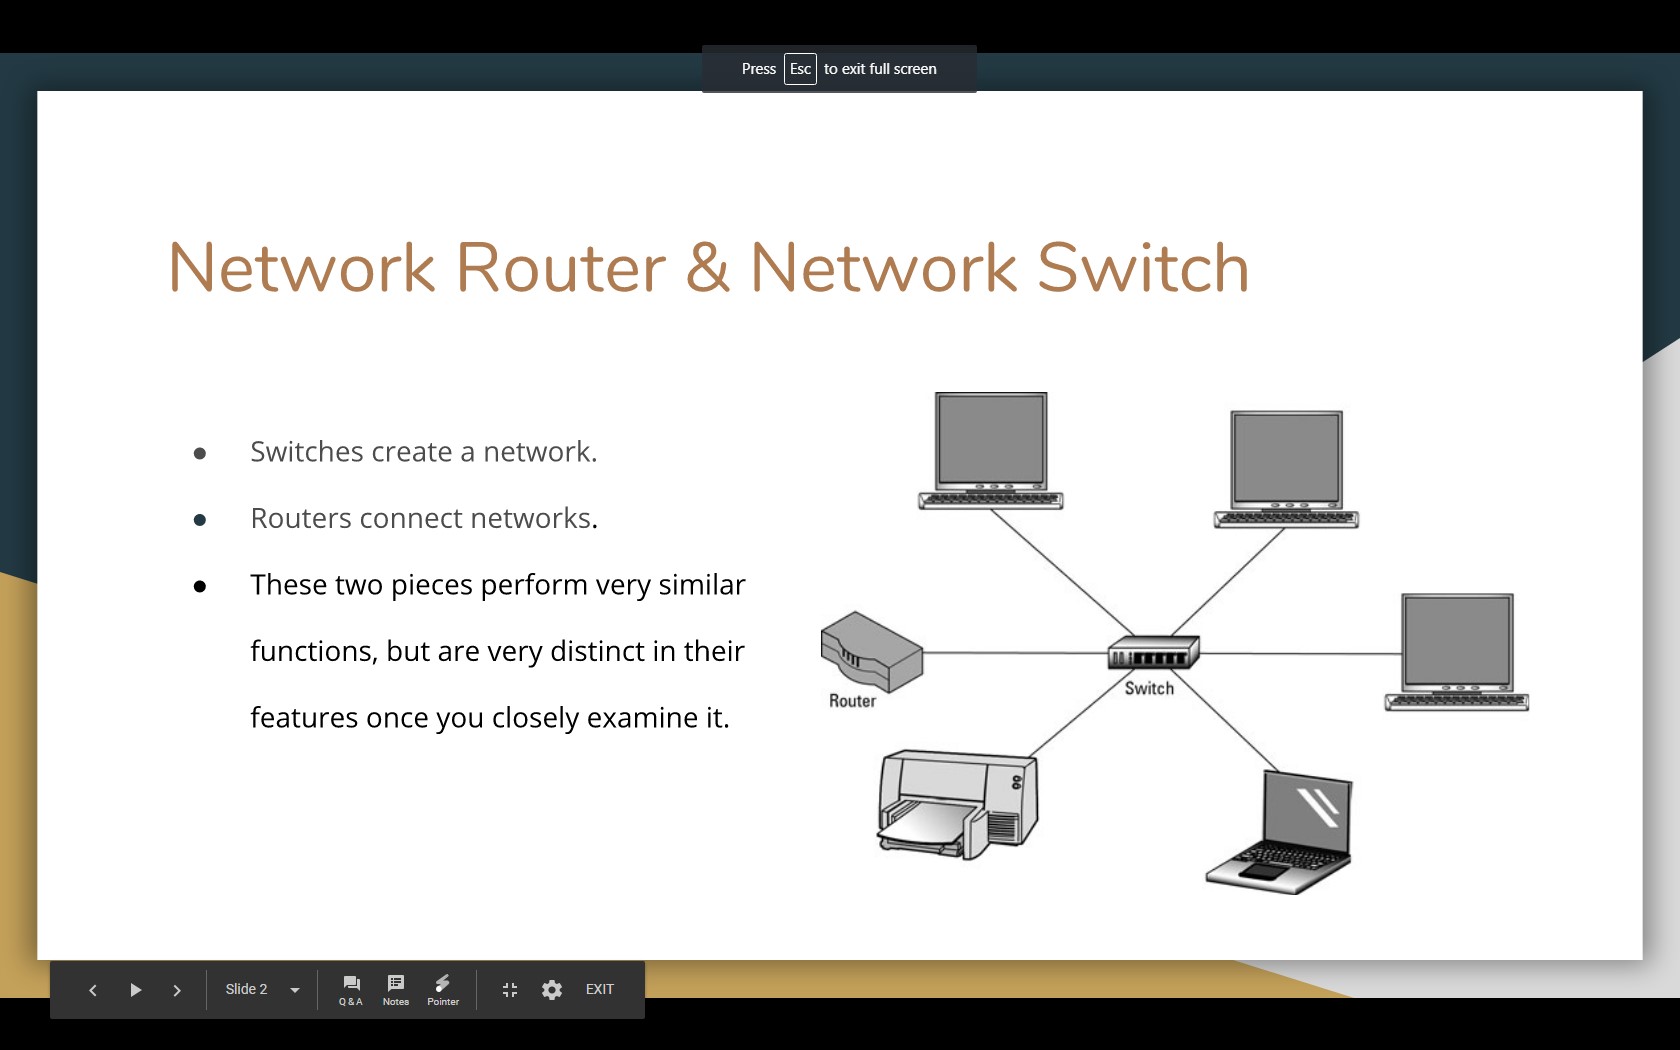 Press Esc to exit full screen
Network Router & Network Switch
● Switches create a network.
● Routers connect networks.
● These two pieces perform very similar
functions, but are very distinct in their
features once you closely examine it.
Router
Switch
Slide 2
Q & A
Notes
Pointer
EXIT